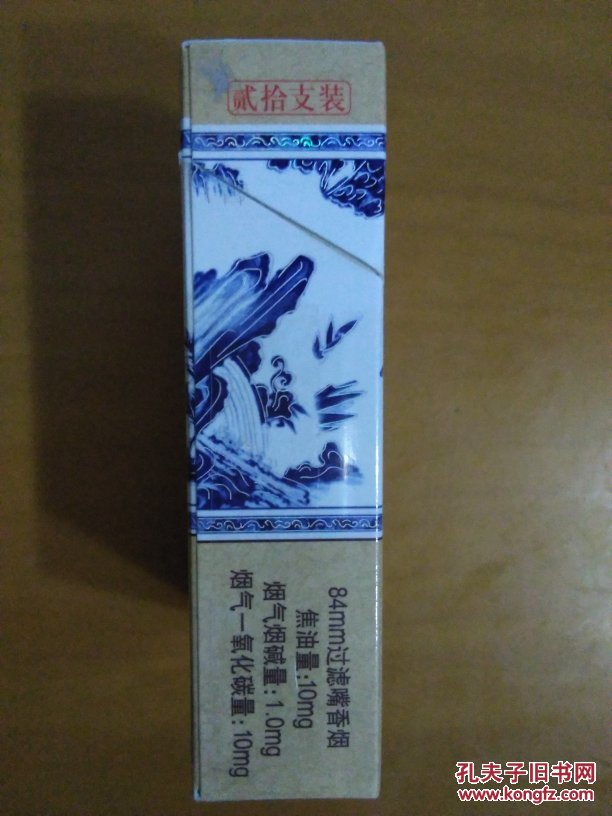 贰拾支装
84mm过滤嘴香烟
焦油量:10mg
烟气烟碱量:1.0mg
烟气一氧化碳量:10mg
孔夫子旧书网
www.kongfz.com